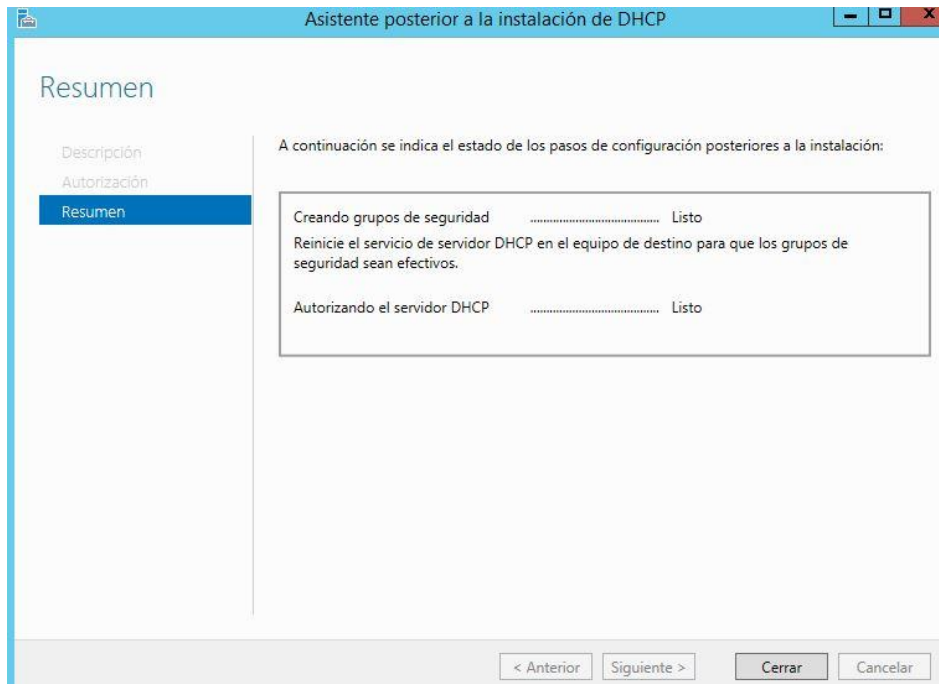 Asistente posterior a la instalación de DHCP
Resumen
Descripción
Autorización
Resumen
A continuación se indica el estado de los pasos de configuración posteriores a la instalación:
Creando grupos de seguridad ........................................ Listo
Reinicie el servicio de servidor DHCP en el equipo de destino para que los grupos de
seguridad sean efectivos.
Autorizando el servidor DHCP ........................................ Listo
< Anterior
Siguiente >
Cerrar
Cancelar